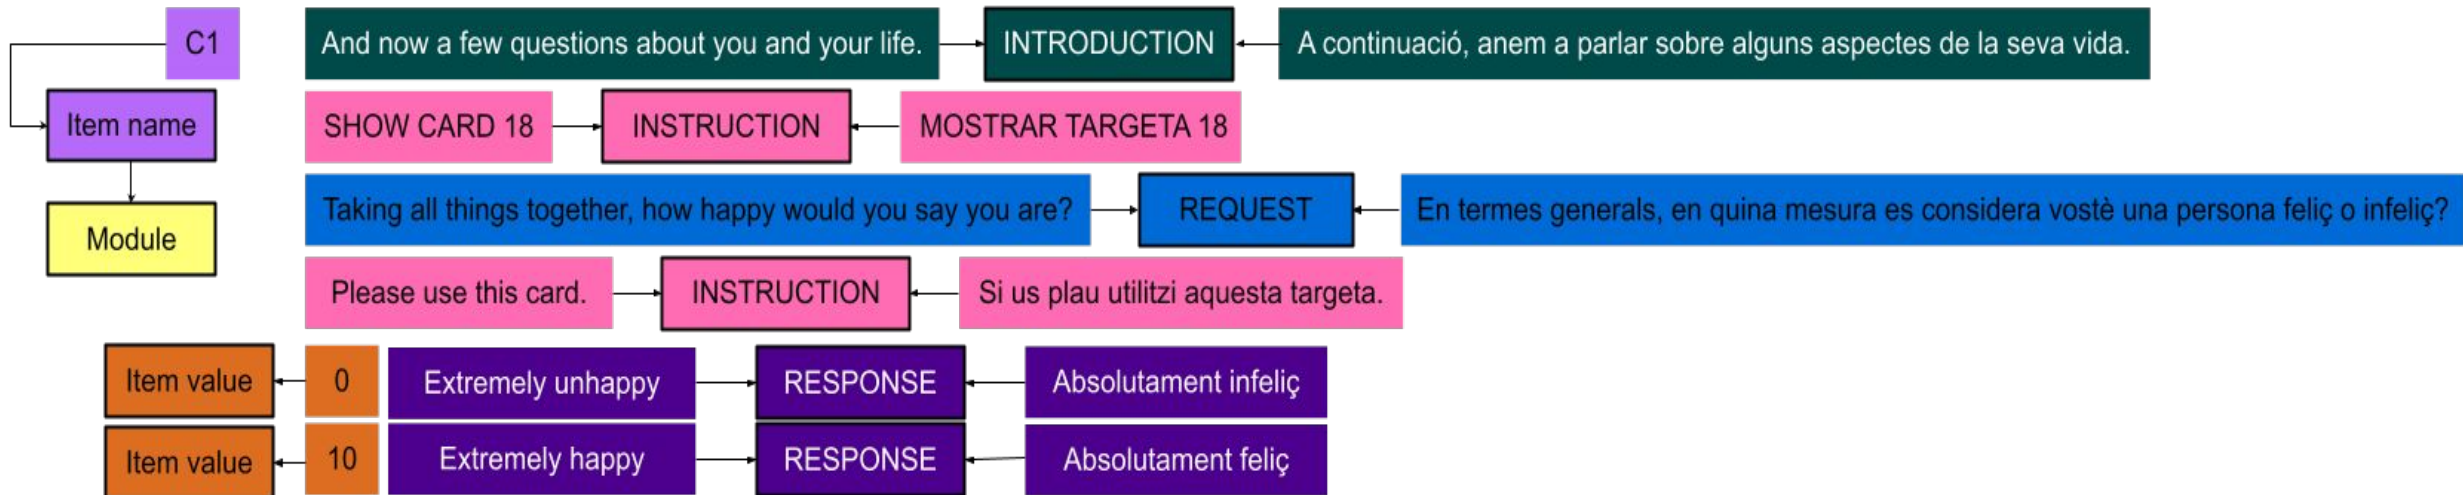 C1
And now a few questions about you and your life.
INTRODUCTION
A continuació, anem a parlar sobre alguns aspectes de la seva vida.
Item name
SHOW CARD 18
INSTRUCTION
MOSTRAR TARGETA 18
Taking all things together, how happy would you say you are?
REQUEST
En termes generals, en quina mesura es considera vostè una persona feliç o infeliç?
Module
Please use this card.
INSTRUCTION
Si us plau utilitzi aquesta targeta.
Item value
0
Extremely unhappy
RESPONSE
Absolutament infeliç
Item value
10
Extremely happy
RESPONSE
Absolutament feliç